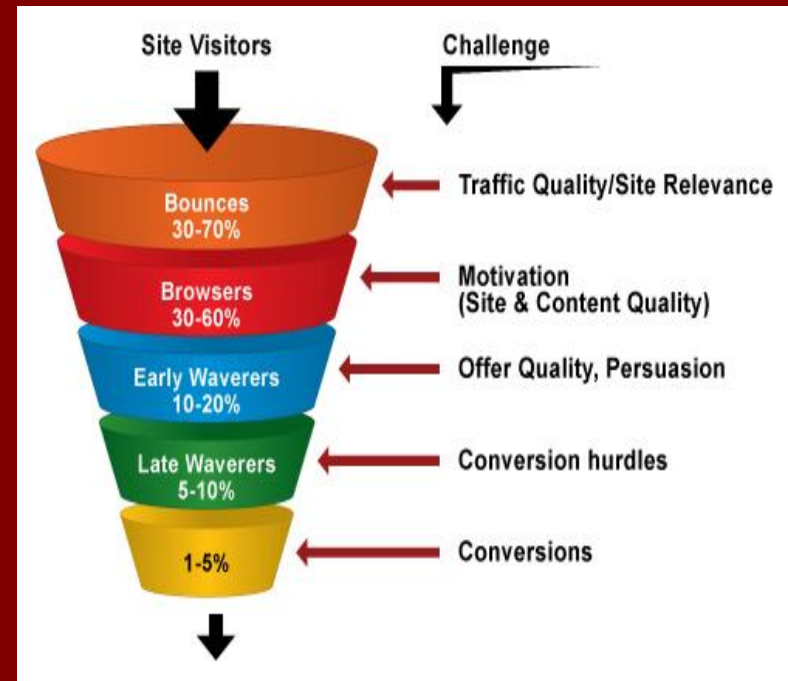 Site Visitors
Challenge
Bounces
30-70%
Traffic Quality/Site Relevance
Browsers
30-60%
Motivation
(Site & Content Quality)
Early Waverers
10-20%
Offer Quality, Persuasion
Late Waverers
5-10%
Conversion hurdles
1-5%
Conversions